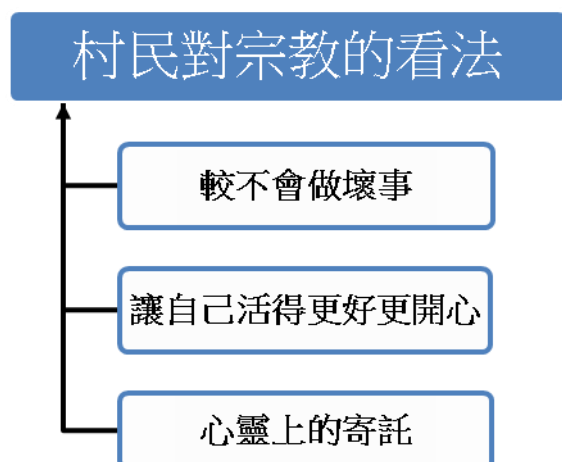 村民對宗教的看法
較不會做壞事
讓自己活得更好更開心
心靈上的寄託